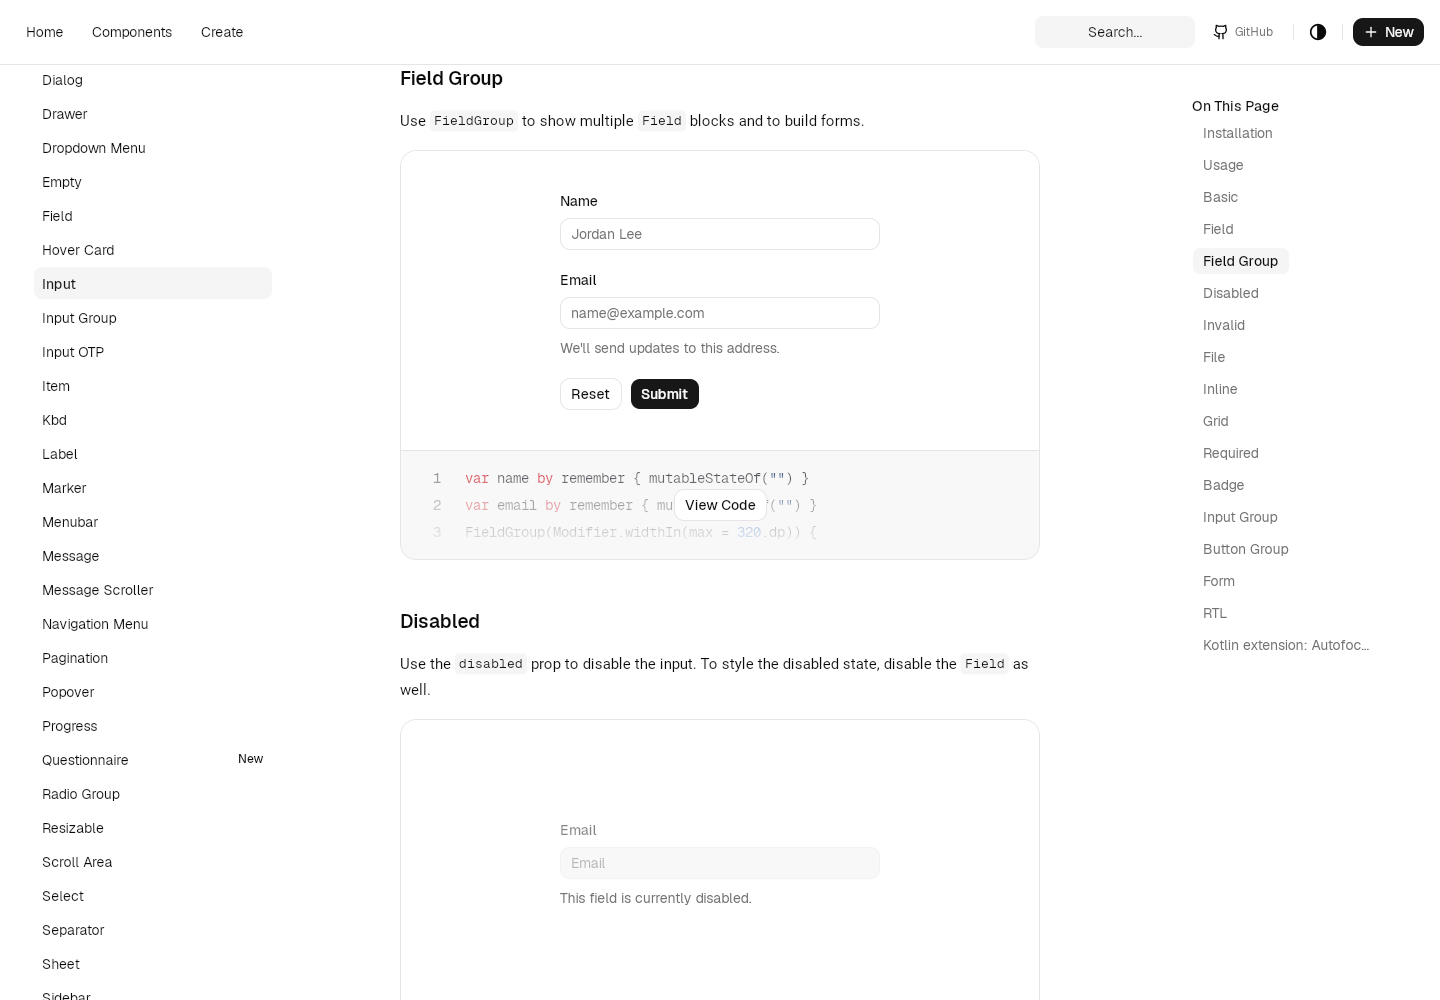 Home
Components
Create
Search...
GitHub
New
Dialog
Drawer
Dropdown Menu
Empty
Field
Hover Card
Input
Input Group
Input OTP
Item
Kbd
Label
Marker
Menubar
Message
Message Scroller
Navigation Menu
Pagination
Popover
Progress
Questionnaire New
Radio Group
Resizable
Scroll Area
Select
Separator
Sheet
Sidebar
Field Group
Use FieldGroup to show multiple Field blocks and to build forms.
Name
Jordan Lee
Email
name@example.com
We'll send updates to this address.
Reset
Submit
1 var name by remember { mutableStateOf("") }
2 var email by remember { mu f("") }
View Code
3 FieldGroup(Modifier.widthIn(max = 320.dp)) {
Disabled
Use the disabled prop to disable the input. To style the disabled state, disable the Field as
well.
Email
Email
This field is currently disabled.
On This Page
Installation
Usage
Basic
Field
Field Group
Disabled
Invalid
File
Inline
Grid
Required
Badge
Input Group
Button Group
Form
RTL
Kotlin extension: Autofoc...